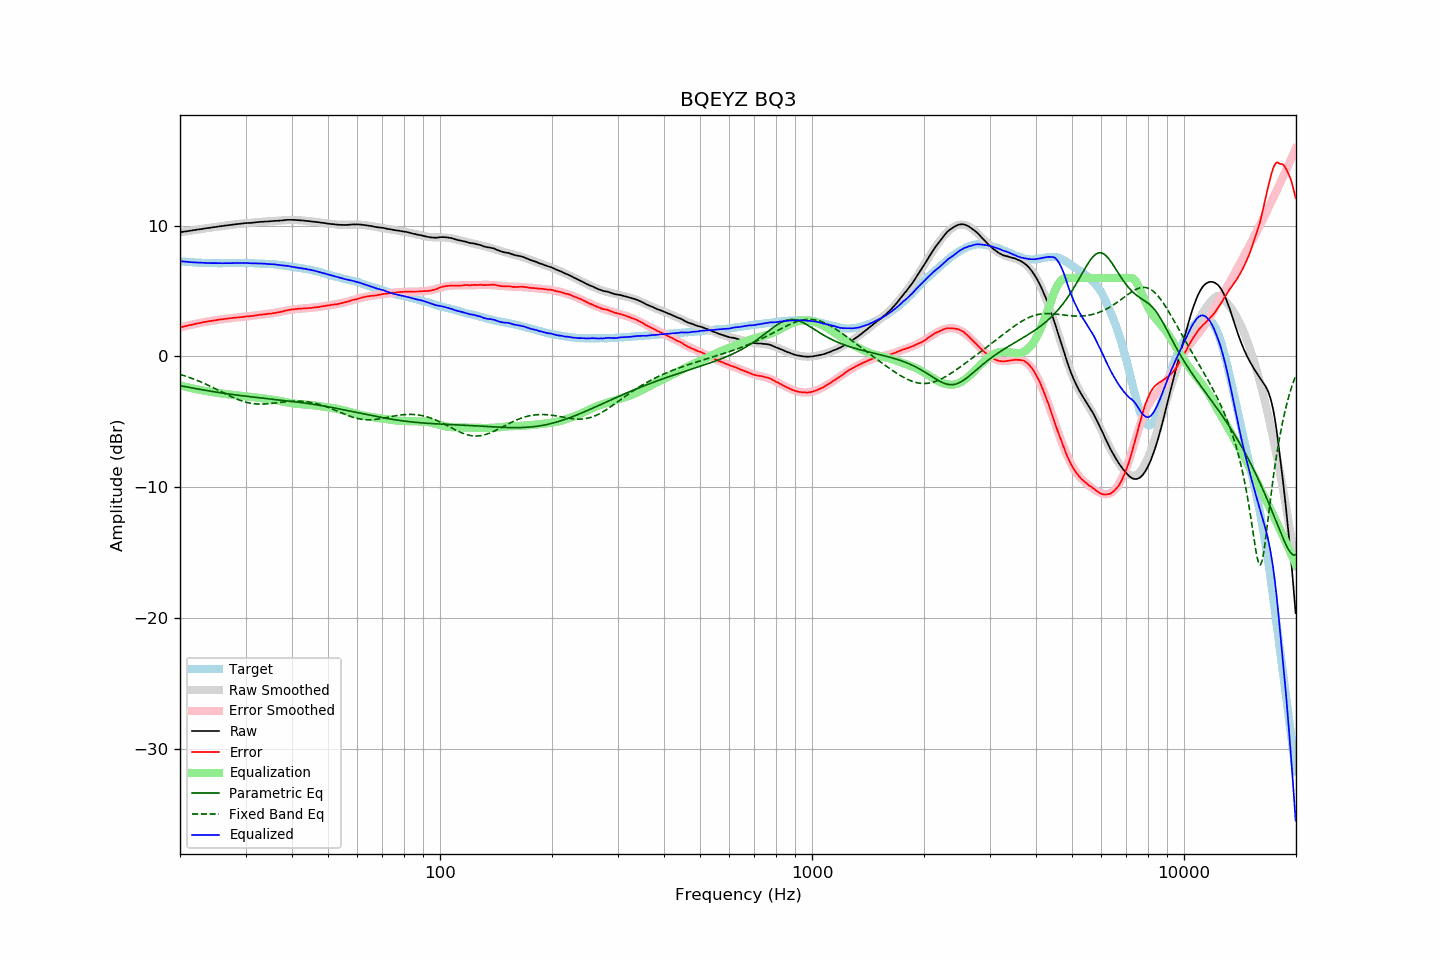 BQEYZ BQ3
10
0
−10
−20
−30
Amplitude (dBr)
Target
Raw Smoothed
Error Smoothed
Raw
Error
Equalization
Parametric Eq
Fixed Band Eq
Equalized
100
1000
10000
Frequency (Hz)